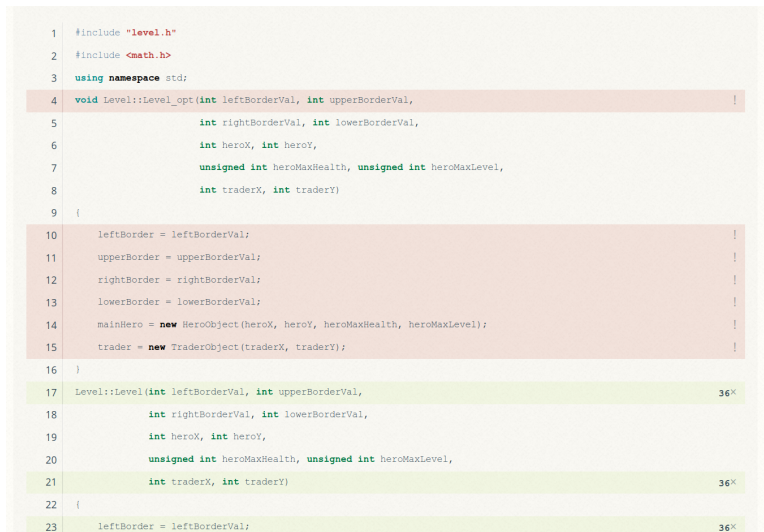 1 #include "level.h"
2 #include <math.h>
3 using namespace std;
4 void Level::Level_opt(int leftBorderVal, int upperBorderVal, !
5 int rightBorderVal, int lowerBorderVal,
6 int heroX, int heroY,
7 unsigned int heroMaxHealth, unsigned int heroMaxLevel,
8 int traderX, int traderY)
9 {
10 leftBorder = leftBorderVal; !
11 upperBorder = upperBorderVal; !
12 rightBorder = rightBorderVal; !
13 lowerBorder = lowerBorderVal; !
14 mainHero = new HeroObject(heroX, heroY, heroMaxHealth, heroMaxLevel); !
15 trader = new TraderObject(traderX, traderY); !
16 }
17 Level::Level(int leftBorderVal, int upperBorderVal, 36×
18 int rightBorderVal, int lowerBorderVal,
19 int heroX, int heroY,
20 unsigned int heroMaxHealth, unsigned int heroMaxLevel,
21 int traderX, int traderY) 36×
22 {
23 leftBorder = leftBorderVal; 36×